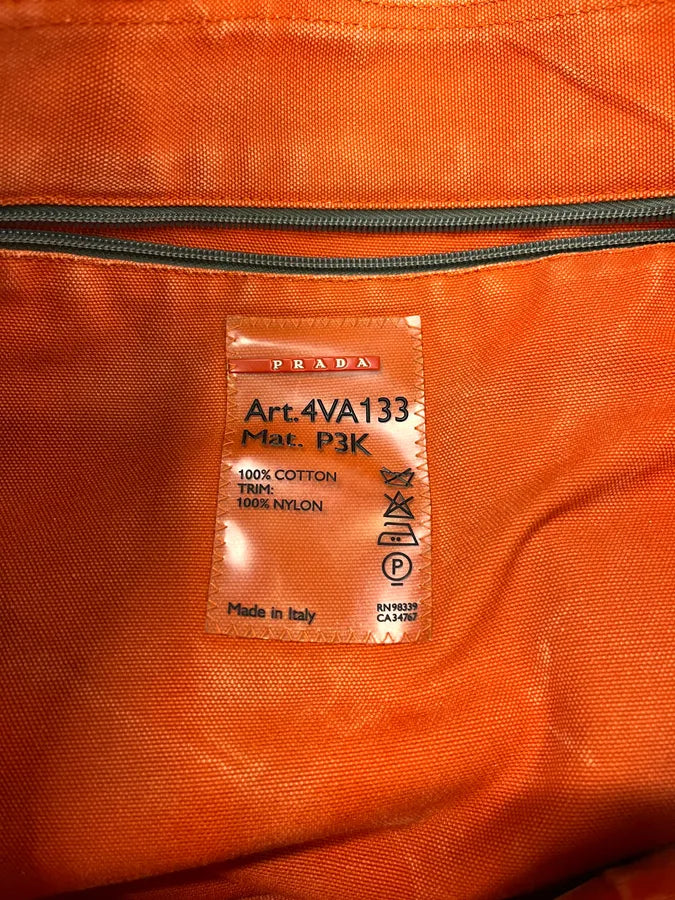 PRADA
Art.4VA133
Mat. P3K
100% COTTON
TRIM:
100% NYLON
P
Made in Italy
RN98339
CA34767